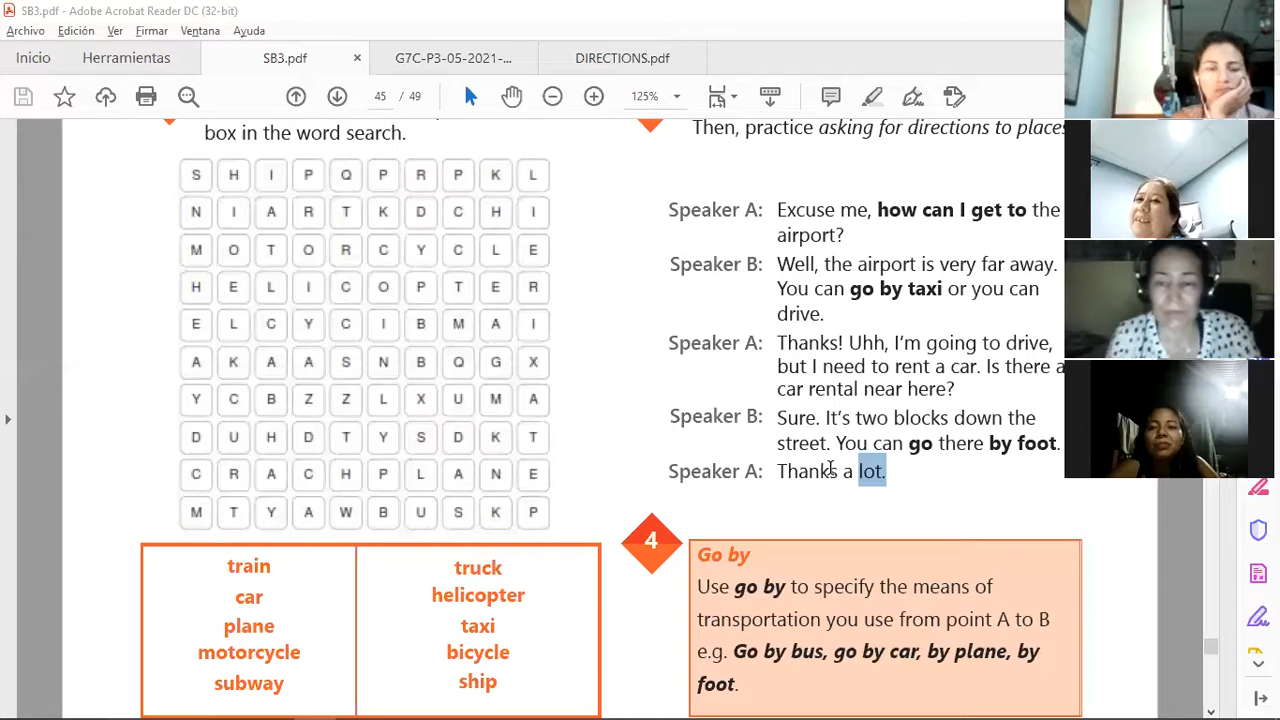 SB3.pdf - Adobe Acrobat Reader DC (32-bit)
Archivo Edición Ver Firmar Ventana Ayuda
Inicio Herramientas SB3.pdf × G7C-P3-05-2021-... DIRECTIONS.pdf
45 / 49 125%
box in the word search.
S H I P Q P R P K L
N I A R T K D C H I
M O T O R C Y C L E
H E L I C O P T E R
E L C Y C I B M A I
A K A A S N B Q G X
Y C B Z Z L X U M A
D U H D T Y S D K T
C R A C H P L A N E
M T Y A W B U S K P
train
car
plane
motorcycle
subway
truck
helicopter
taxi
bicycle
ship
Then, practice asking for directions to places
Speaker A: Excuse me, how can I get to the
airport?
Speaker B: Well, the airport is very far away.
You can go by taxi or you can
drive.
Speaker A: Thanks! Uhh, I'm going to drive,
but I need to rent a car. Is there a
car rental near here?
Speaker B: Sure. It's two blocks down the
street. You can go there by foot.
Speaker A: Thanks a lot.
4
Go by
Use go by to specify the means of
transportation you use from point A to B
e.g. Go by bus, go by car, by plane, by
foot.